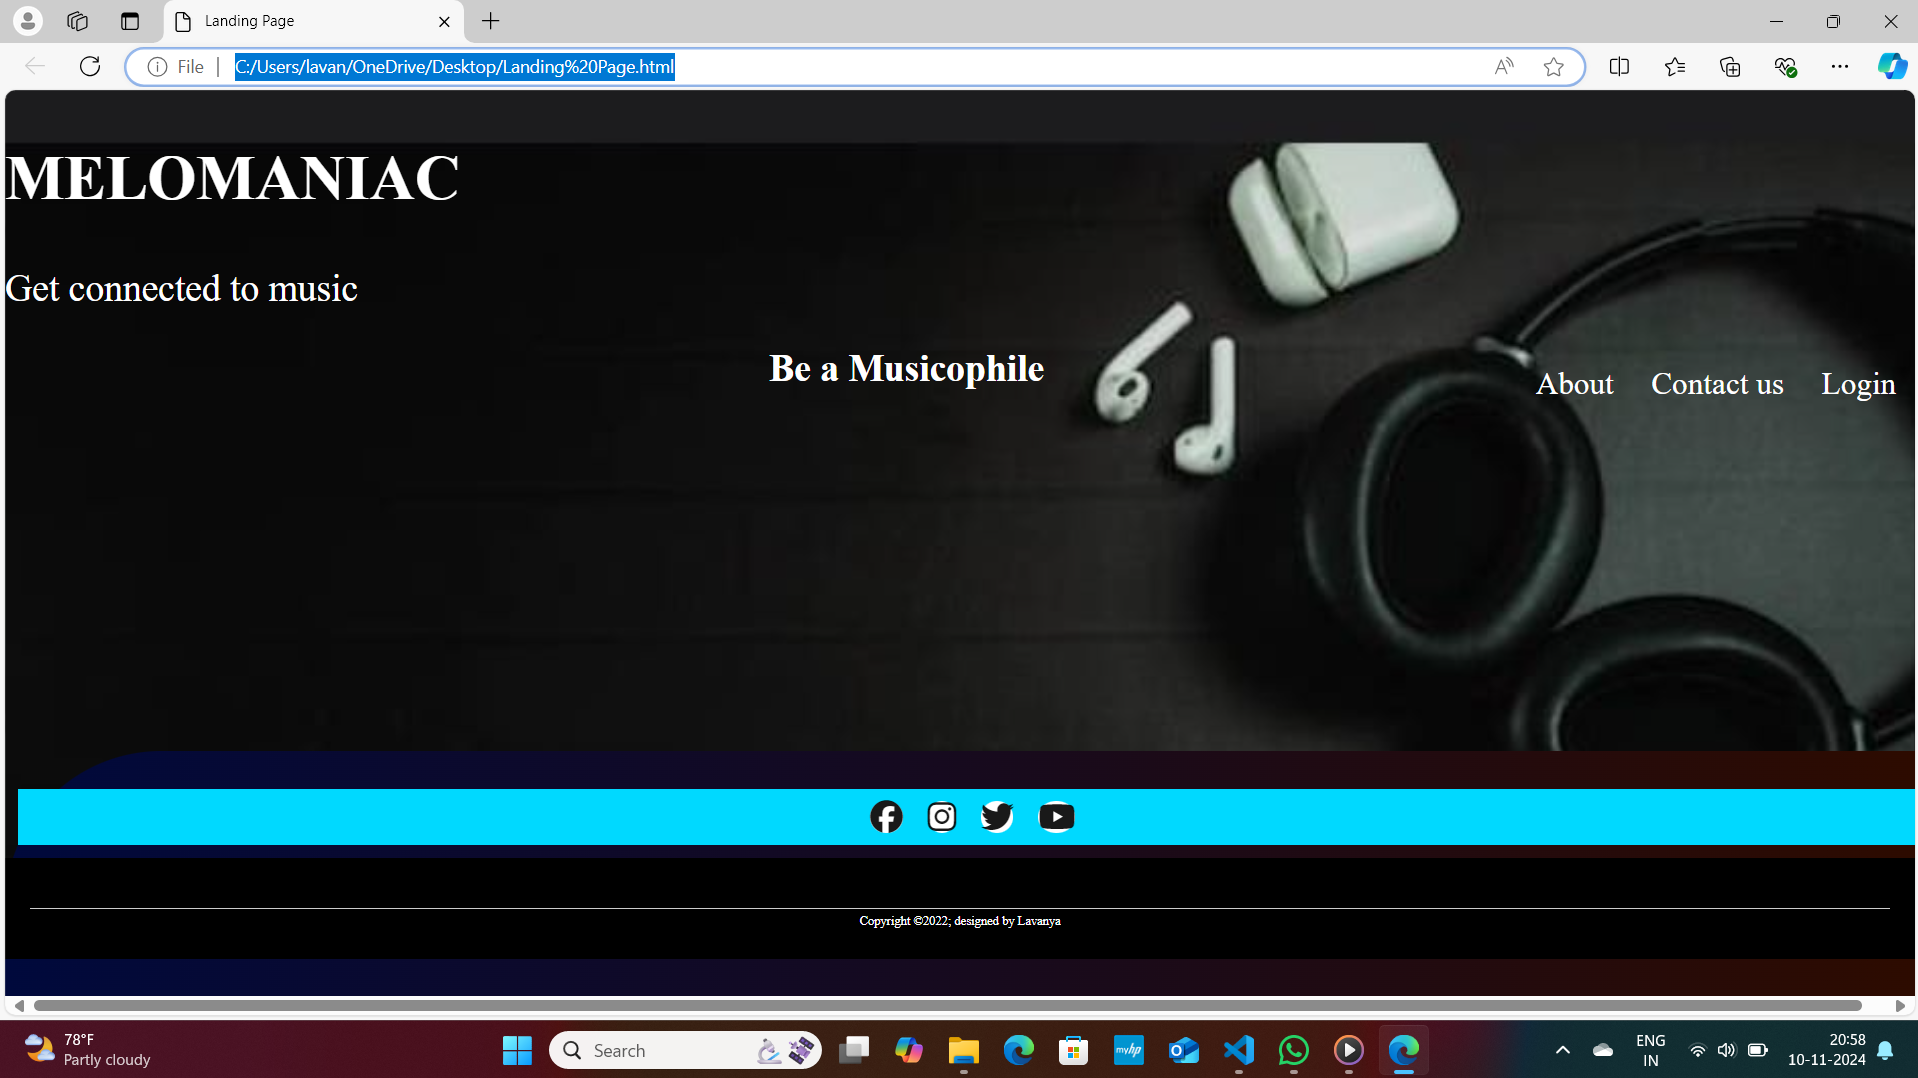 Landing Page
File
C:/Users/lavan/OneDrive/Desktop/Landing%20Page.html
MELOMANIAC
Get connected to music
Be a Musicophile
About Contact us Login
Copyright ©2022; designed by Lavanya
78°F
Partly cloudy
Search
myhp
ENG
IN
20:58
10-11-2024